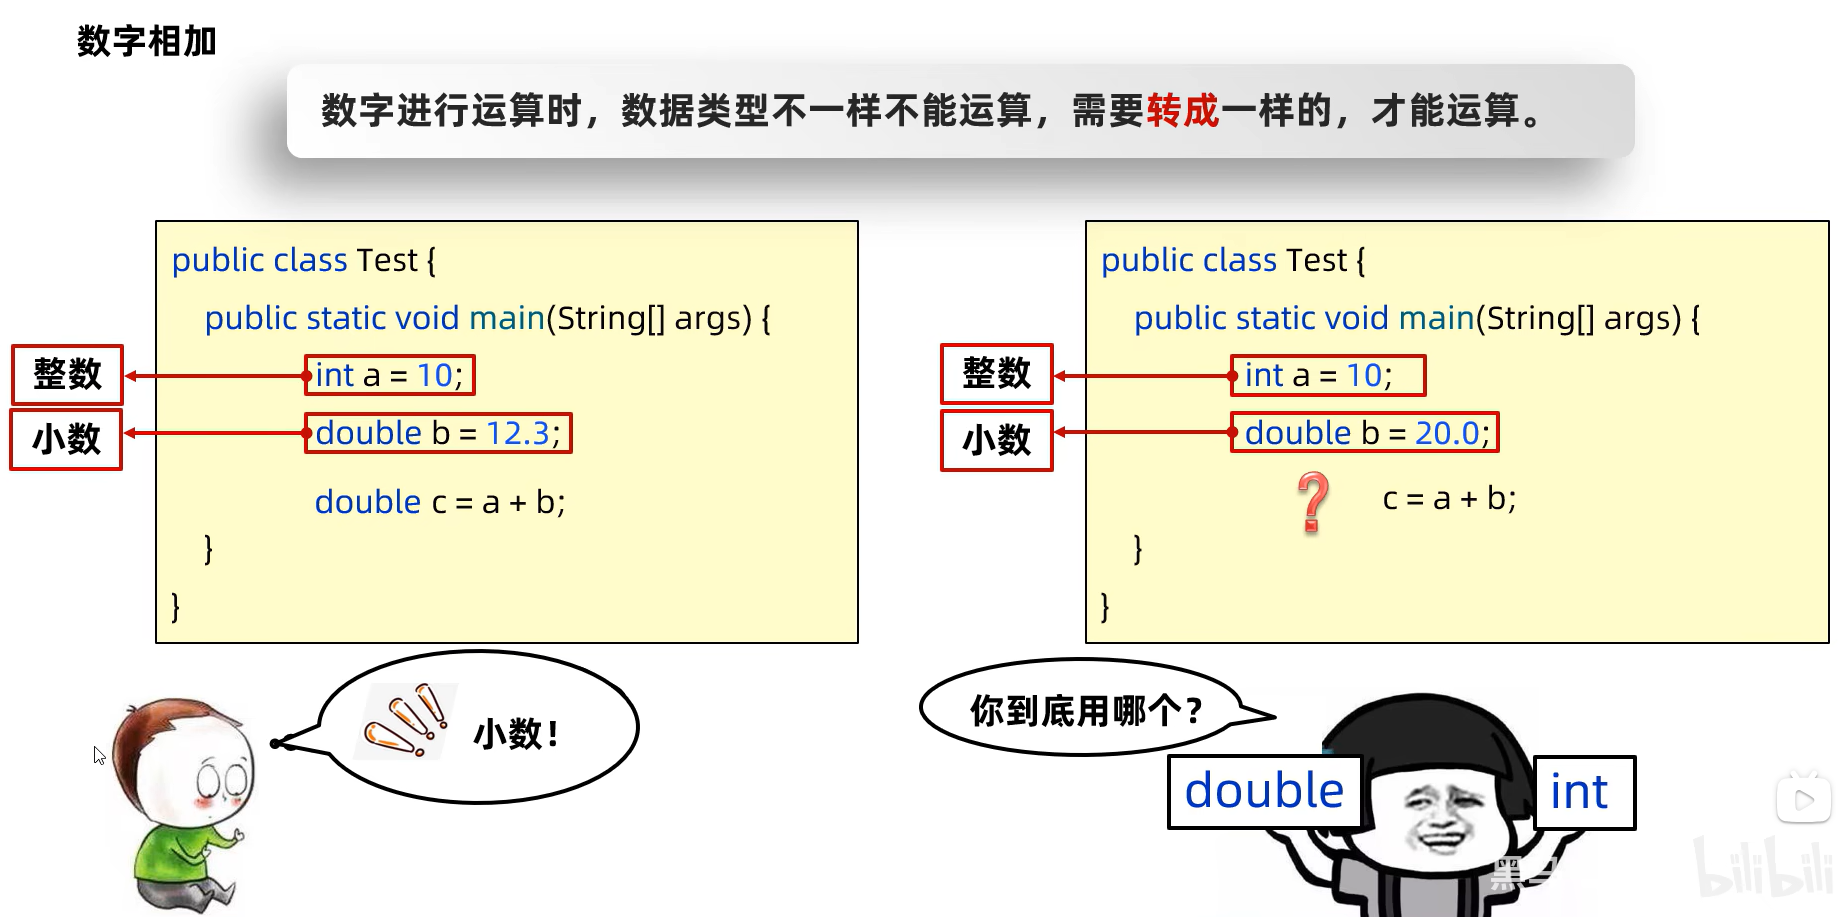 数字相加
数字进行运算时，数据类型不一样不能运算，需要转成一样的，才能运算。
public class Test {
public static void main(String[] args) {
整数
int a = 10;
小数
double b = 12.3;
double c = a + b;
}
}
小数！
public class Test {
public static void main(String[] args) {
整数
int a = 10;
小数
double b = 20.0;
❓ c = a + b;
}
}
你到底用哪个？
double
int
bilibili